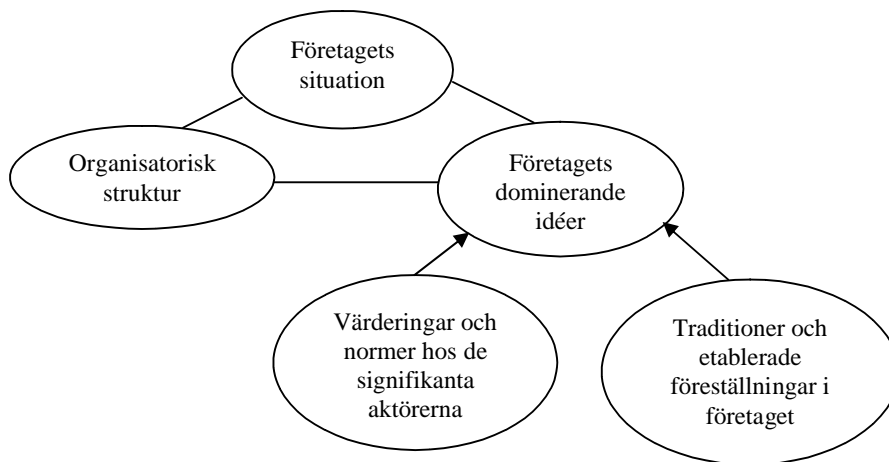 Företagets
situation
Organisatorisk
struktur
Företagets
dominerande
idéer
Värderingar och
normer hos de
signifikanta
aktörerna
Traditioner och
etablerade
föreställningar i
företaget